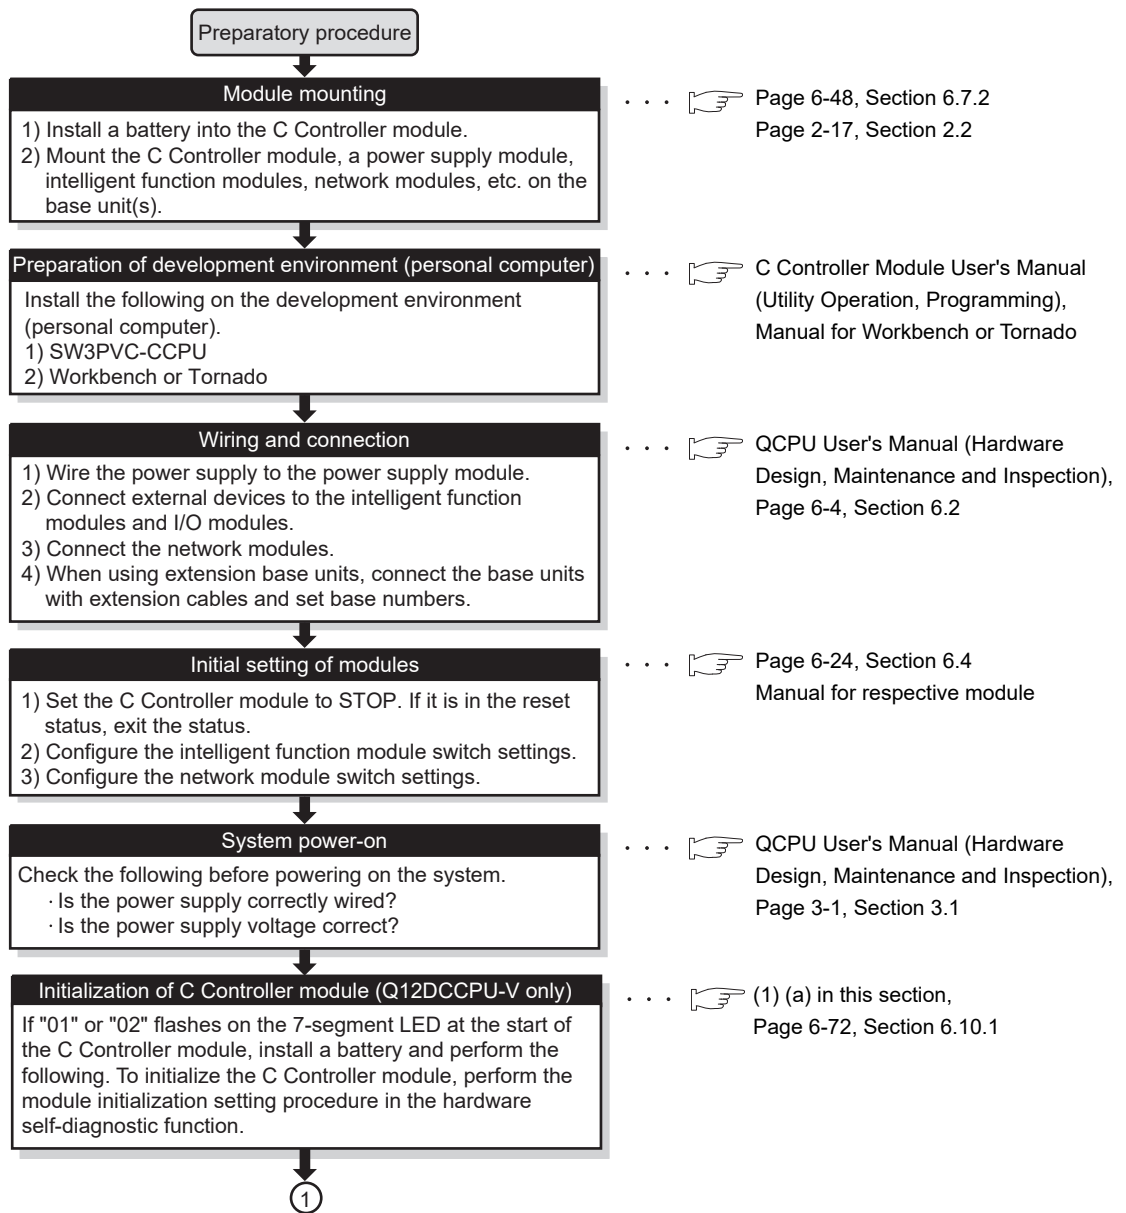 Preparatory procedure
Module mounting
1) Install a battery into the C Controller module.
2) Mount the C Controller module, a power supply module,
intelligent function modules, network modules, etc. on the
base unit(s).
. . . Page 6-48, Section 6.7.2
Page 2-17, Section 2.2
Preparation of development environment (personal computer)
Install the following on the development environment
(personal computer).
1) SW3PVC-CCPU
2) Workbench or Tornado
. . . C Controller Module User's Manual
(Utility Operation, Programming),
Manual for Workbench or Tornado
Wiring and connection
1) Wire the power supply to the power supply module.
2) Connect external devices to the intelligent function
modules and I/O modules.
3) Connect the network modules.
4) When using extension base units, connect the base units
with extension cables and set base numbers.
. . . QCPU User's Manual (Hardware
Design, Maintenance and Inspection),
Page 6-4, Section 6.2
Initial setting of modules
1) Set the C Controller module to STOP. If it is in the reset
status, exit the status.
2) Configure the intelligent function module switch settings.
3) Configure the network module switch settings.
. . . Page 6-24, Section 6.4
Manual for respective module
System power-on
Check the following before powering on the system.
· Is the power supply correctly wired?
· Is the power supply voltage correct?
. . . QCPU User's Manual (Hardware
Design, Maintenance and Inspection),
Page 3-1, Section 3.1
Initialization of C Controller module (Q12DCCPU-V only)
If "01" or "02" flashes on the 7-segment LED at the start of
the C Controller module, install a battery and perform the
following. To initialize the C Controller module, perform the
module initialization setting procedure in the hardware
self-diagnostic function.
. . . (1) (a) in this section,
Page 6-72, Section 6.10.1
1